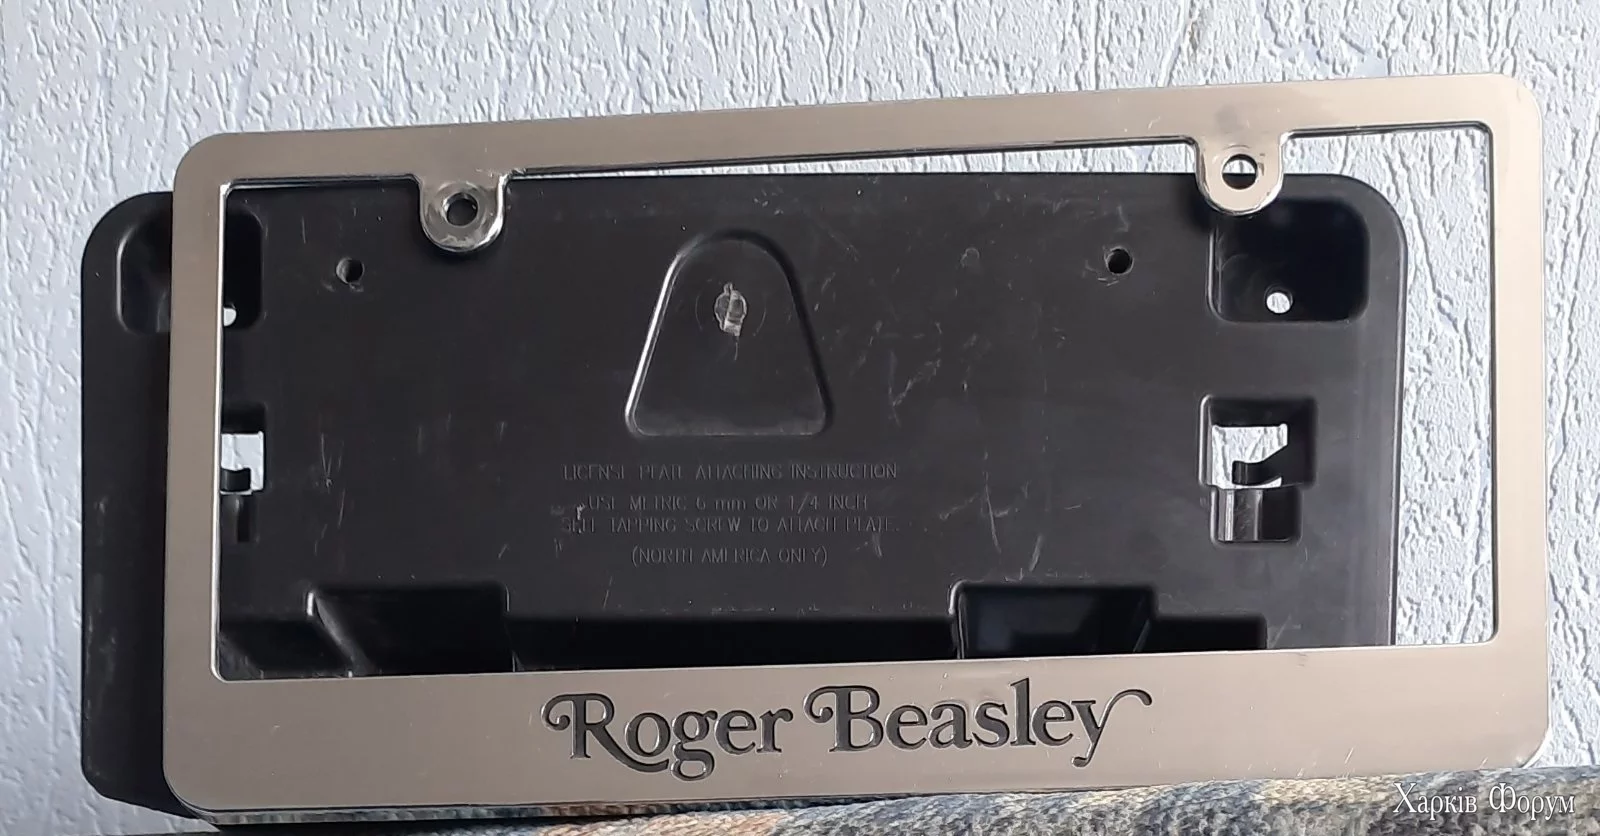 LICENSE PLATE ATTACHING INSTRUCTION
USE METRIC 6 mm OR 1/4 INCH
SELF TAPPING SCREW TO ATTACH PLATE.
(NORTH AMERICA ONLY)
Roger Beasley
Харків Форум